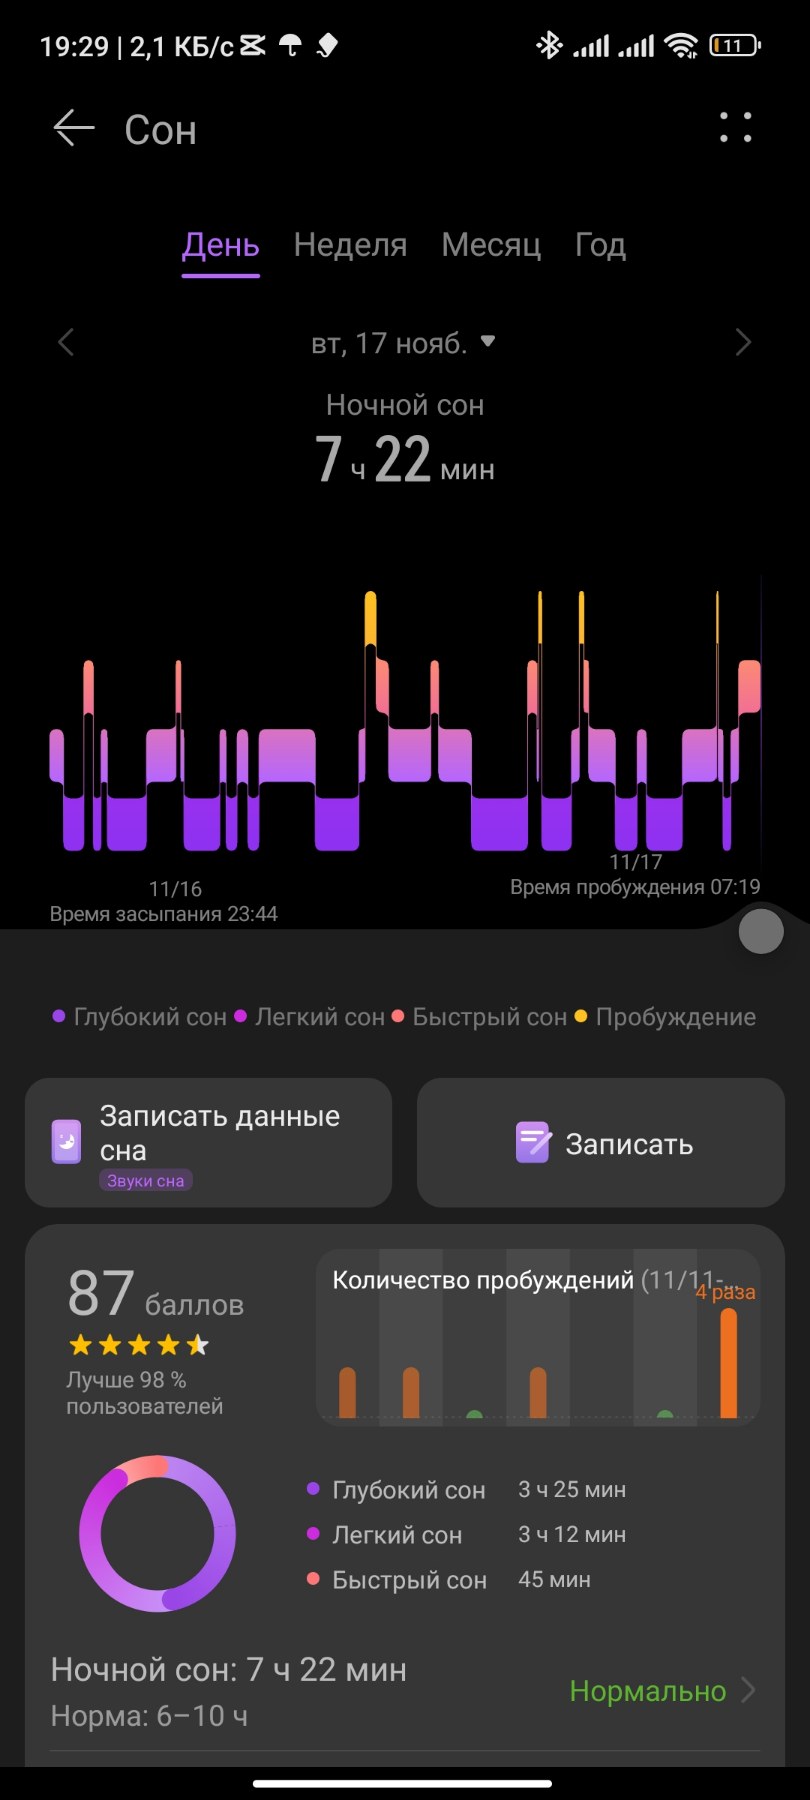 19:29 | 2,1 КБ/с
11
Сон
День Неделя Месяц Год
вт, 17 нояб.
Ночной сон
7 ч 22 мин
11/16
Время засыпания 23:44
11/17
Время пробуждения 07:19
Глубокий сон Легкий сон Быстрый сон Пробуждение
Записать данные
сна
Звуки сна
Записать
87 баллов
Лучше 98 %
пользователей
Количество пробуждений (11/11-...
4 раза
Глубокий сон 3 ч 25 мин
Легкий сон 3 ч 12 мин
Быстрый сон 45 мин
Ночной сон: 7 ч 22 мин
Норма: 6–10 ч
Нормально